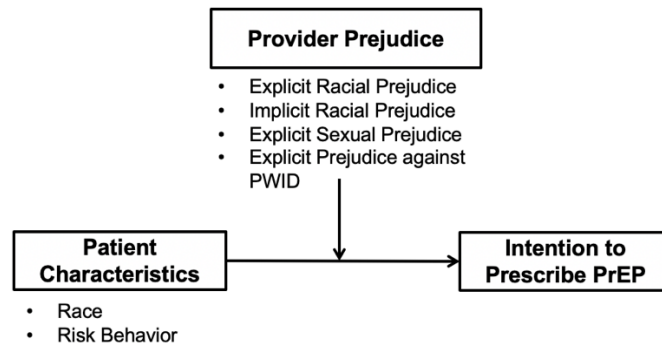 Provider Prejudice
• Explicit Racial Prejudice
• Implicit Racial Prejudice
• Explicit Sexual Prejudice
• Explicit Prejudice against
PWID
Patient
Characteristics
• Race
• Risk Behavior
Intention to
Prescribe PrEP